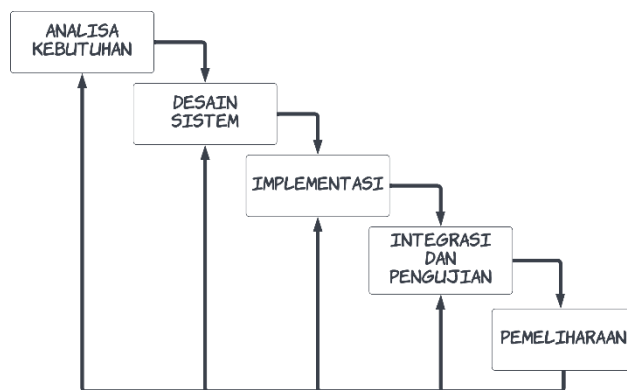 ANALISA
KEBUTUHAN
DESAIN
SISTEM
IMPLEMENTASI
INTEGRASI
DAN
PENGUJIAN
PEMELIHARAAN